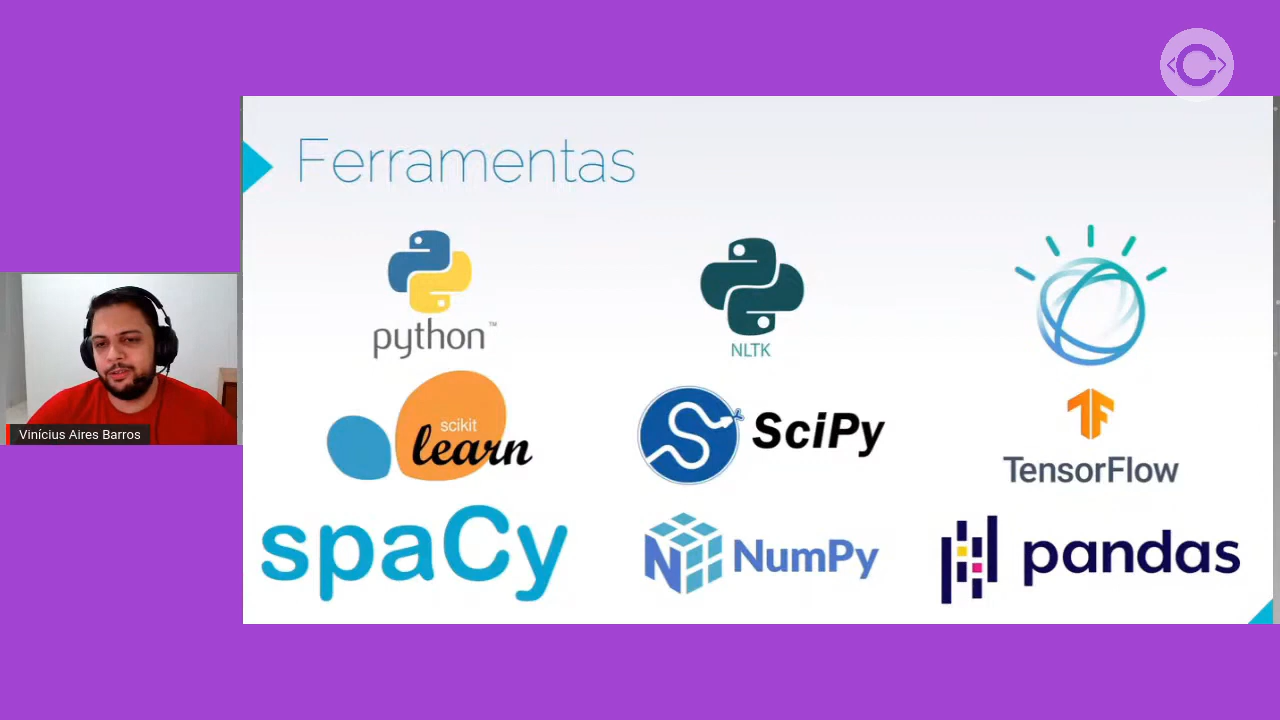 Ferramentas
python™
NLTK
scikit
learn
SciPy
TensorFlow
spaCy
NumPy
pandas
Vinícius Aires Barros